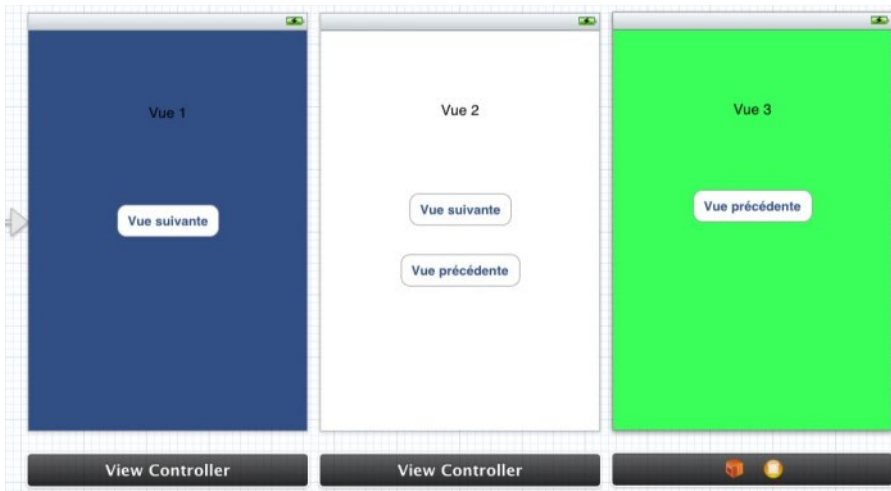 Vue 1
Vue suivante
View Controller
Vue 2
Vue suivante
Vue précédente
View Controller
Vue 3
Vue précédente